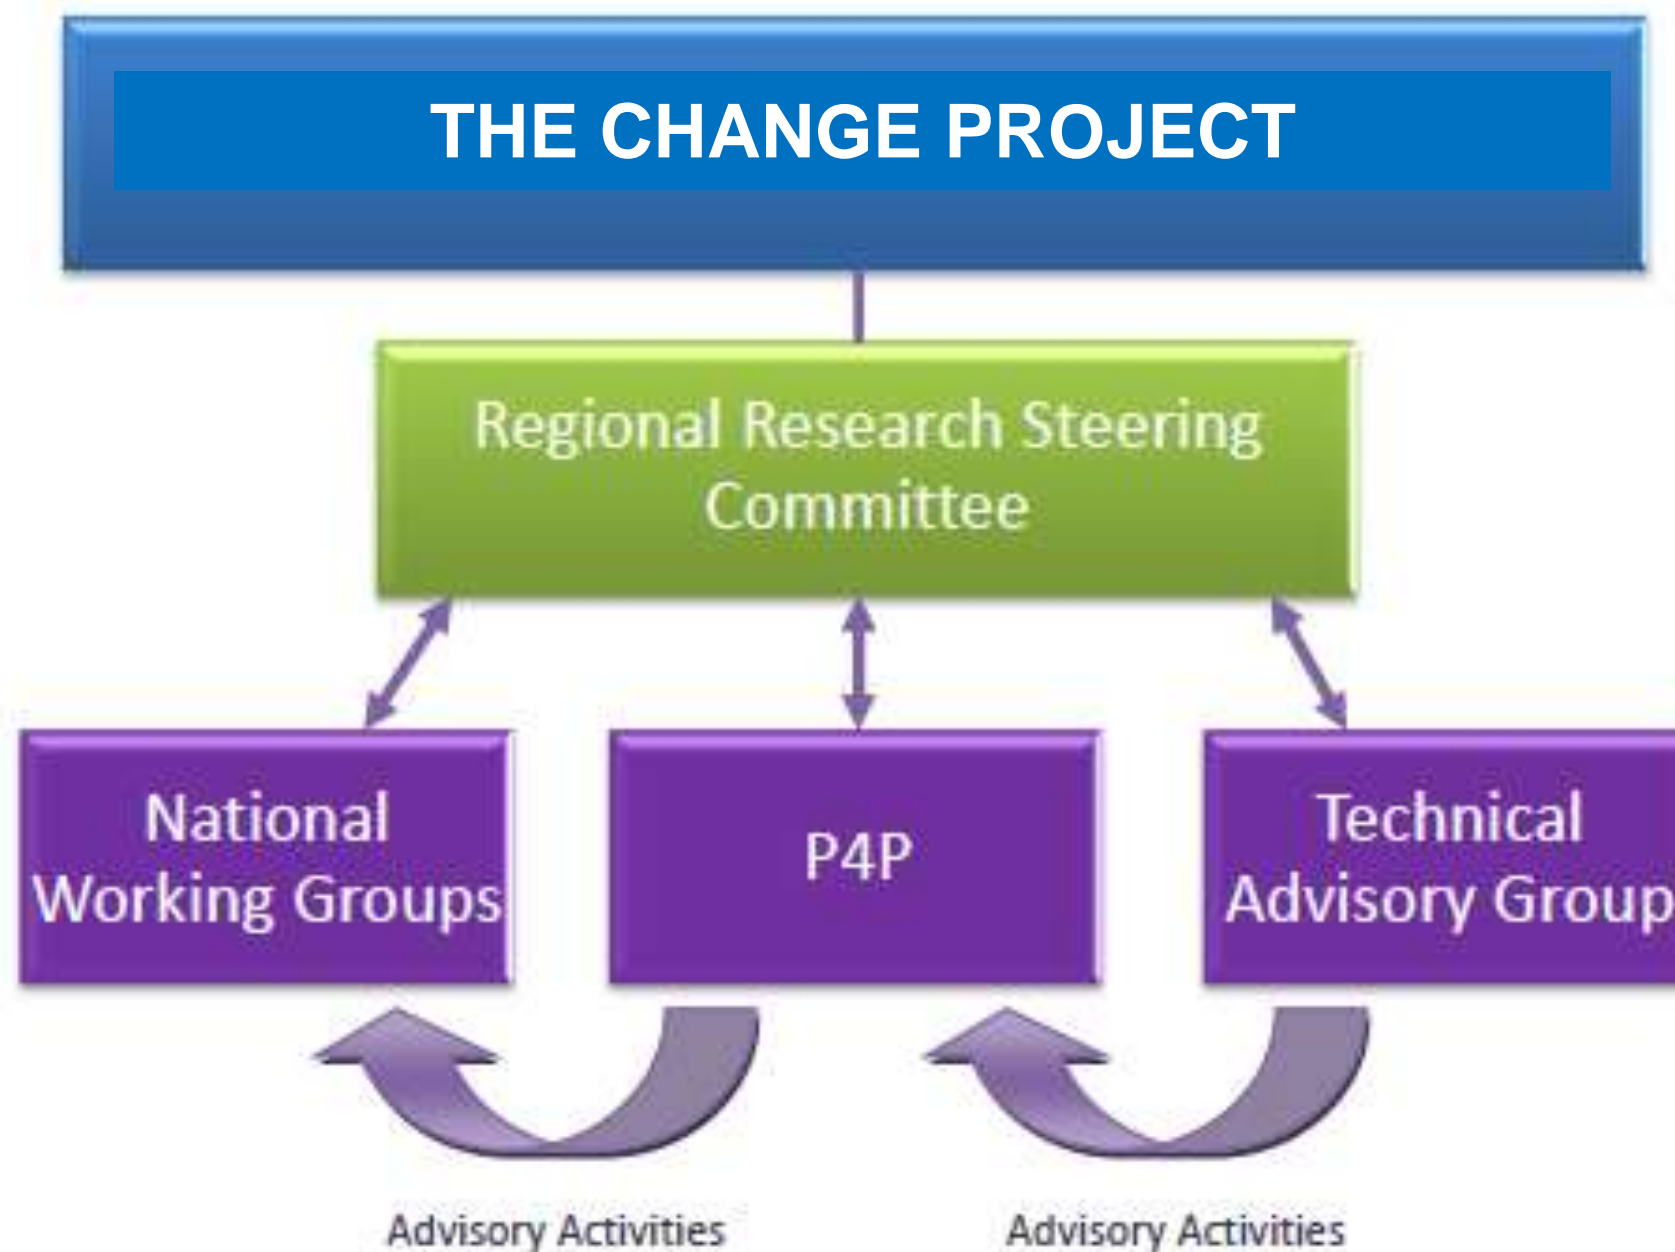 THE CHANGE PROJECT
Regional Research Steering
Committee
National
Working Groups
P4P
Technical
Advisory Group
Advisory Activities
Advisory Activities